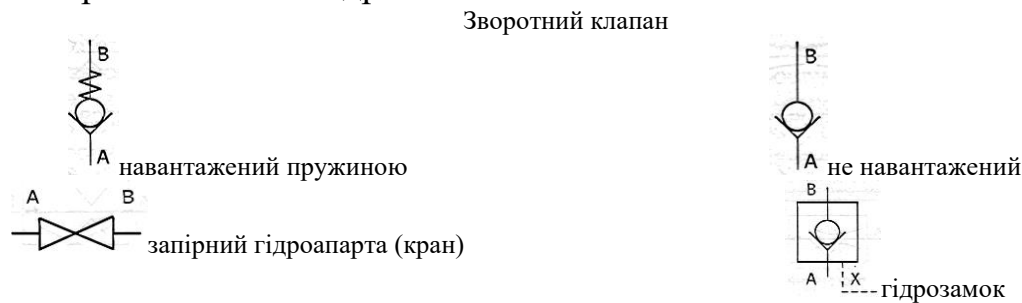 Зворотний клапан
B
A навантажений пружиною
B
A не навантажений
A B
запірний гідроапарта (кран)
B
A X
гідрозамок